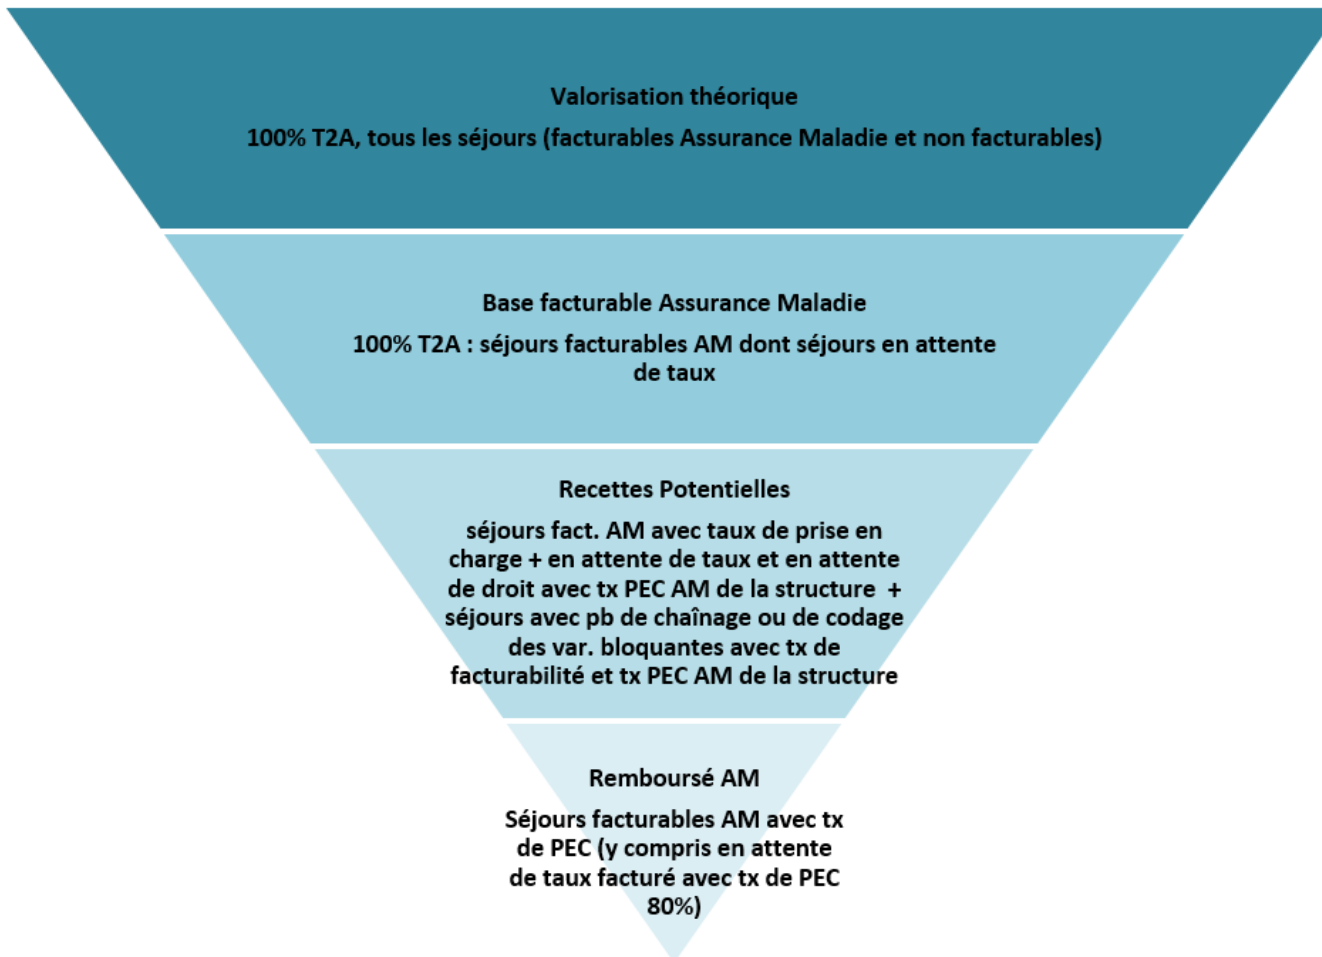 Valorisation théorique
100% T2A, tous les séjours (facturables Assurance Maladie et non facturables)
Base facturable Assurance Maladie
100% T2A : séjours facturables AM dont séjours en attente
de taux
Recettes Potentielles
séjours fact. AM avec taux de prise en
charge + en attente de taux et en attente
de droit avec tx PEC AM de la structure +
séjours avec pb de chaînage ou de codage
des var. bloquantes avec tx de
facturabilité et tx PEC AM de la structure
Remboursé AM
Séjours facturables AM avec tx
de PEC (y compris en attente
de taux facturé avec tx de PEC
80%)